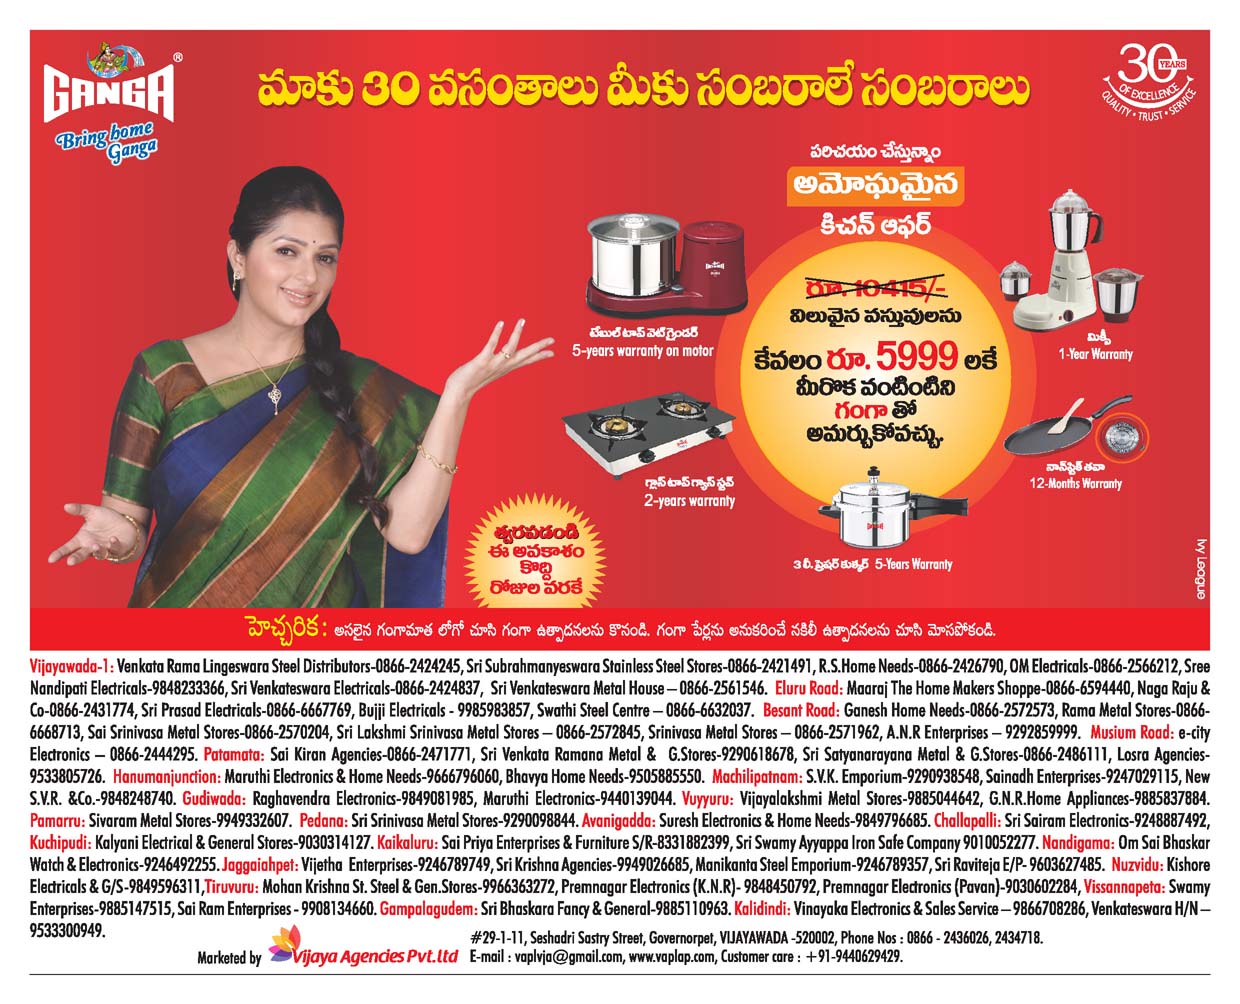 GANGA®
Bring home
Ganga
మాకు 30 వసంతాలు మీకు సంబరాలే సంబరాలు
30 YEARS
OF EXCELLENCE
QUALITY • TRUST • SERVICE
పరిచయం చేస్తున్నాం
అమోఘమైన
కిచన్ ఆఫర్
రూ. 10415/-
విలువైన వస్తువులను
కేవలం రూ. 5999 లకే
మీరొక వంటింటిని
గంగా తో
అమర్చుకోవచ్చు.
టేబుల్ టాప్ వెట్ గ్రైండర్
5-years warranty on motor
గ్లాస్ టాప్ గ్యాస్ స్టవ్
2-years warranty
మిక్సీ
1-Year Warranty
నాన్‌స్టిక్ తవా
12-Months Warranty
3 లీ. ప్రెషర్ కుక్కర్ 5-Years Warranty
త్వరపడండి
ఈ అవకాశం
కొద్ది
రోజుల వరకే
Ivy League
హెచ్చరిక: అసలైన గంగామాత లోగో చూసి గంగా ఉత్పాదనలను కొనండి. గంగా పేర్లను అనుకరించే నకిలీ ఉత్పాదనలను చూసి మోసపోకండి.
Vijayawada-1: Venkata Rama Lingeswara Steel Distributors-0866-2424245, Sri Subrahmanyeswara Stainless Steel Stores-0866-2421491, R.S.Home Needs-0866-2426790, OM Electricals-0866-2566212, Sree
Nandipati Electricals-9848233366, Sri Venkateswara Electricals-0866-2424837, Sri Venkateswara Metal House – 0866-2561546. Eluru Road: Maaraj The Home Makers Shoppe-0866-6594440, Naga Raju &
Co-0866-2431774, Sri Prasad Electricals-0866-6667769, Bujji Electricals - 9985983857, Swathi Steel Centre – 0866-6632037. Besant Road: Ganesh Home Needs-0866-2572573, Rama Metal Stores-0866-
6668713, Sai Srinivasa Metal Stores-0866-2570204, Sri Lakshmi Srinivasa Metal Stores – 0866-2572845, Srinivasa Metal Stores – 0866-2571962, A.N.R Enterprises – 9292859999. Musium Road: e-city
Electronics – 0866-2444295. Patamata: Sai Kiran Agencies-0866-2471771, Sri Venkata Ramana Metal & G.Stores-9290618678, Sri Satyanarayana Metal & G.Stores-0866-2486111, Losra Agencies-
9533805726. Hanumanjunction: Maruthi Electronics & Home Needs-9666796060, Bhavya Home Needs-9505885550. Machilipatnam: S.V.K. Emporium-9290938548, Sainadh Enterprises-9247029115, New
S.V.R. &Co.-9848248740. Gudiwada: Raghavendra Electronics-9849081985, Maruthi Electronics-9440139044. Vuyyuru: Vijayalakshmi Metal Stores-9885044642, G.N.R.Home Appliances-9885837884.
Pamarru: Sivaram Metal Stores-9949332607. Pedana: Sri Srinivasa Metal Stores-9290098844. Avanigadda: Suresh Electronics & Home Needs-9849796685. Challapalli: Sri Sairam Electronics-9248887492,
Kuchipudi: Kalyani Electrical & General Stores-9030314127. Kaikaluru: Sai Priya Enterprises & Furniture S/R-8331882399, Sri Swamy Ayyappa Iron Safe Company 9010052277. Nandigama: Om Sai Bhaskar
Watch & Electronics-9246492255. Jaggaiahpet: Vijetha Enterprises-9246789749, Sri Krishna Agencies-9949026685, Manikanta Steel Emporium-9246789357, Sri Raviteja E/P- 9603627485. Nuzvidu: Kishore
Electricals & G/S-9849596311, Tiruvuru: Mohan Krishna St. Steel & Gen.Stores-9966363272, Premnagar Electronics (K.N.R)- 9848450792, Premnagar Electronics (Pavan)-9030602284, Vissannapeta: Swamy
Enterprises-9885147515, Sai Ram Enterprises - 9908134660. Gampalagudem: Sri Bhaskara Fancy & General-9885110963. Kalidindi: Vinayaka Electronics & Sales Service – 9866708286, Venkateswara H/N –
9533300949.
Marketed by Vijaya Agencies Pvt.ltd
#29-1-11, Seshadri Sastry Street, Governorpet, VIJAYAWADA -520002, Phone Nos : 0866 - 2436026, 2434718.
E-mail : vaplvja@gmail.com, www.vaplap.com, Customer care : +91-9440629429.